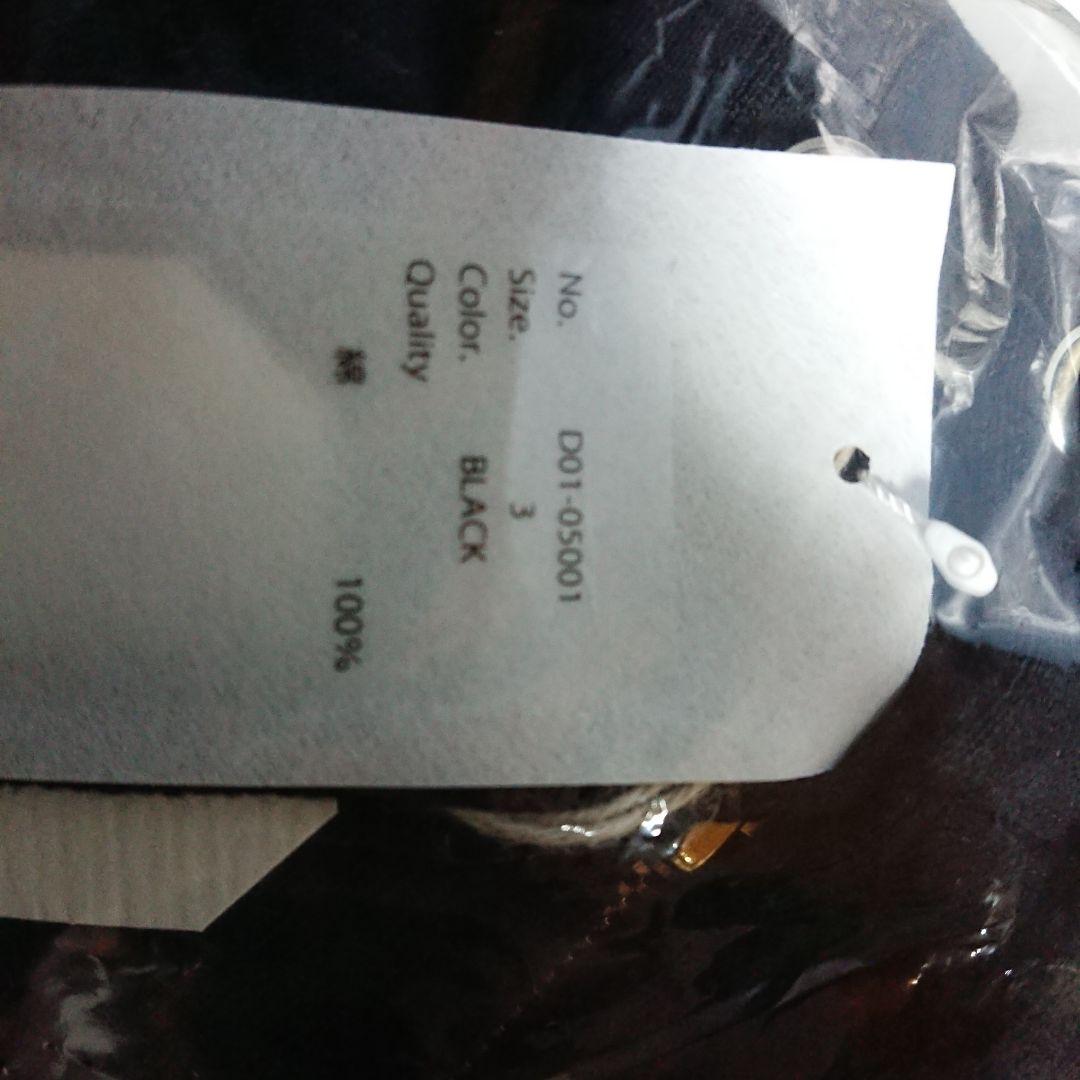 No. D01-05001
Size. 3
Color. BLACK
Quality
綿 100%